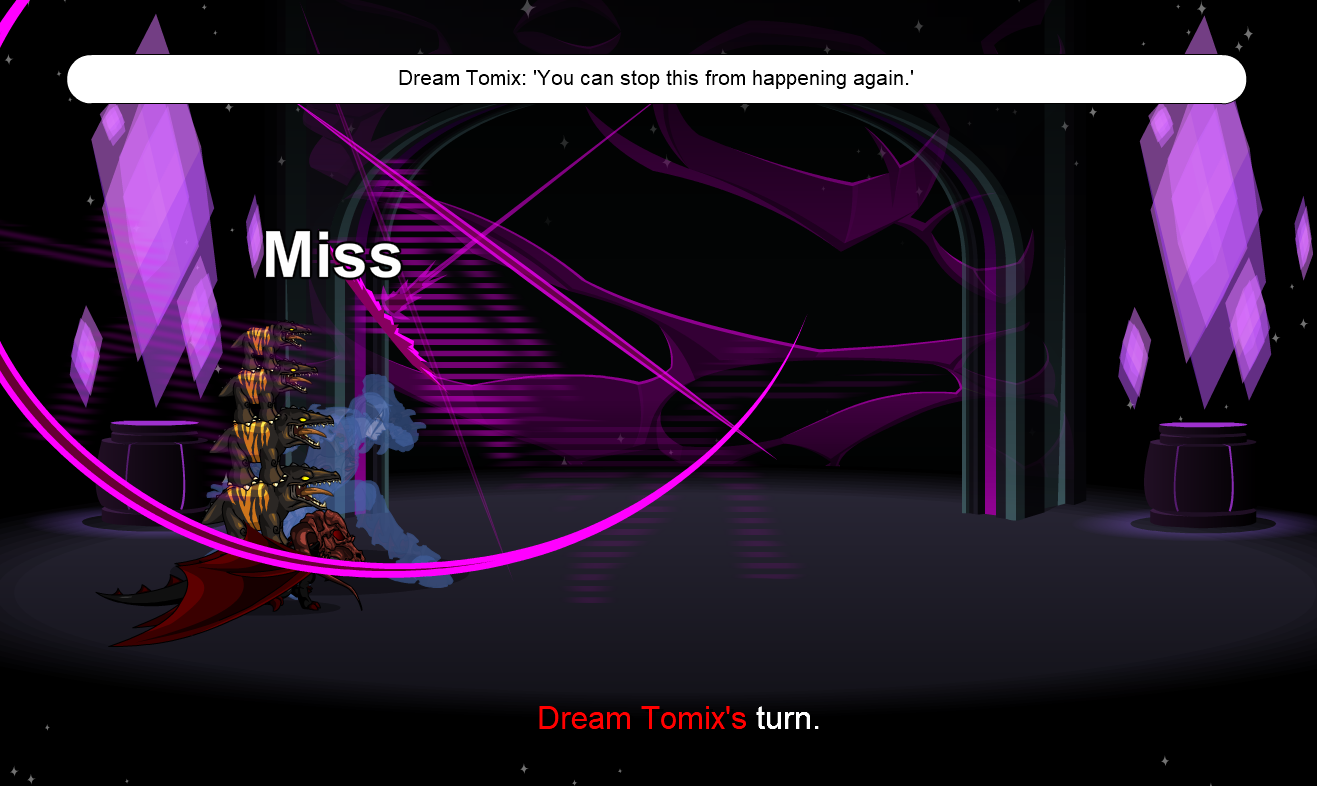 Dream Tomix: 'You can stop this from happening again.'
Miss
Dream Tomix's turn.